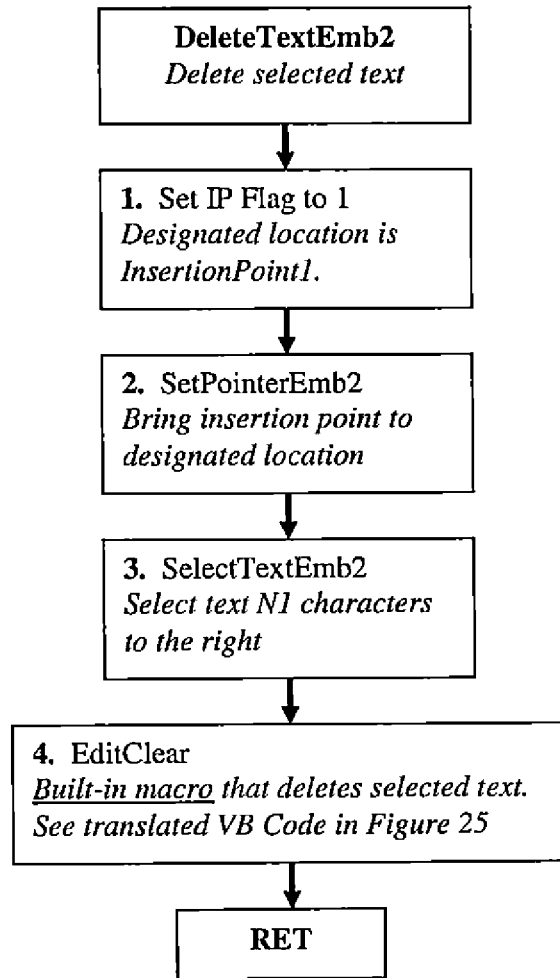 DeleteTextEmb2
Delete selected text
1. Set IP Flag to 1
Designated location is
InsertionPoint1.
2. SetPointerEmb2
Bring insertion point to
designated location
3. SelectTextEmb2
Select text N1 characters
to the right
4. EditClear
Built-in macro that deletes selected text.
See translated VB Code in Figure 25
RET